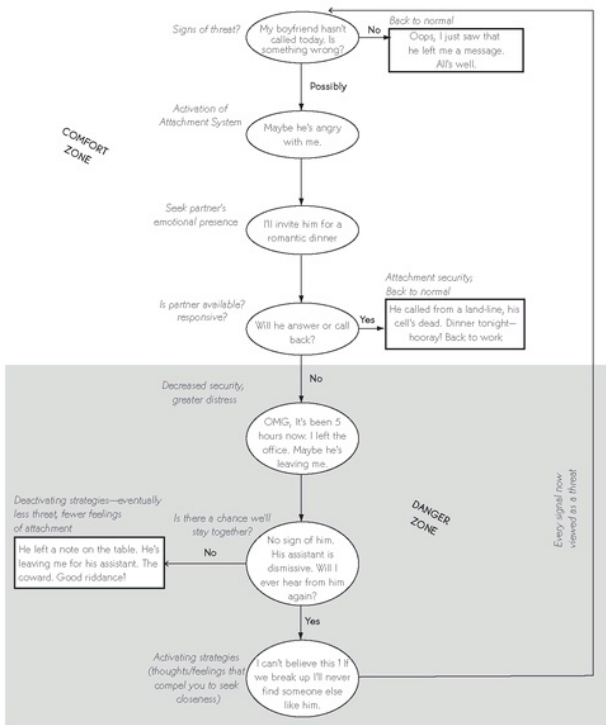 Signs of threat?
My boyfriend hasn't
called today. Is
something wrong?
No
Back to normal
Oops, I just saw that
he left me a message.
All's well.
Possibly
Activation of
Attachment System
Maybe he's angry
with me.
COMFORT
ZONE
Seek partner's
emotional presence
I'll invite him for a
romantic dinner
Is partner available?
responsive?
Will he answer or call
back?
Yes
Attachment security;
Back to normal
He called from a land-line, his
cell's dead. Dinner tonight—
hooray! Back to work
No
Decreased security,
greater distress
OMG, It's been 5
hours now. I left the
office. Maybe he's
leaving me.
DANGER
ZONE
Every signal now
viewed as a threat
Deactivating strategies—eventually
less threat, fewer feelings
of attachment
Is there a chance we'll
stay together?
No sign of him.
His assistant is
dismissive. Will I
ever hear from him
again?
No
He left a note on the table. He's
leaving me for his assistant. The
coward. Good riddance!
Yes
Activating strategies
(thoughts/feelings that
compel you to seek
closeness)
I can't believe this ! If
we break up I'll never
find someone else
like him.